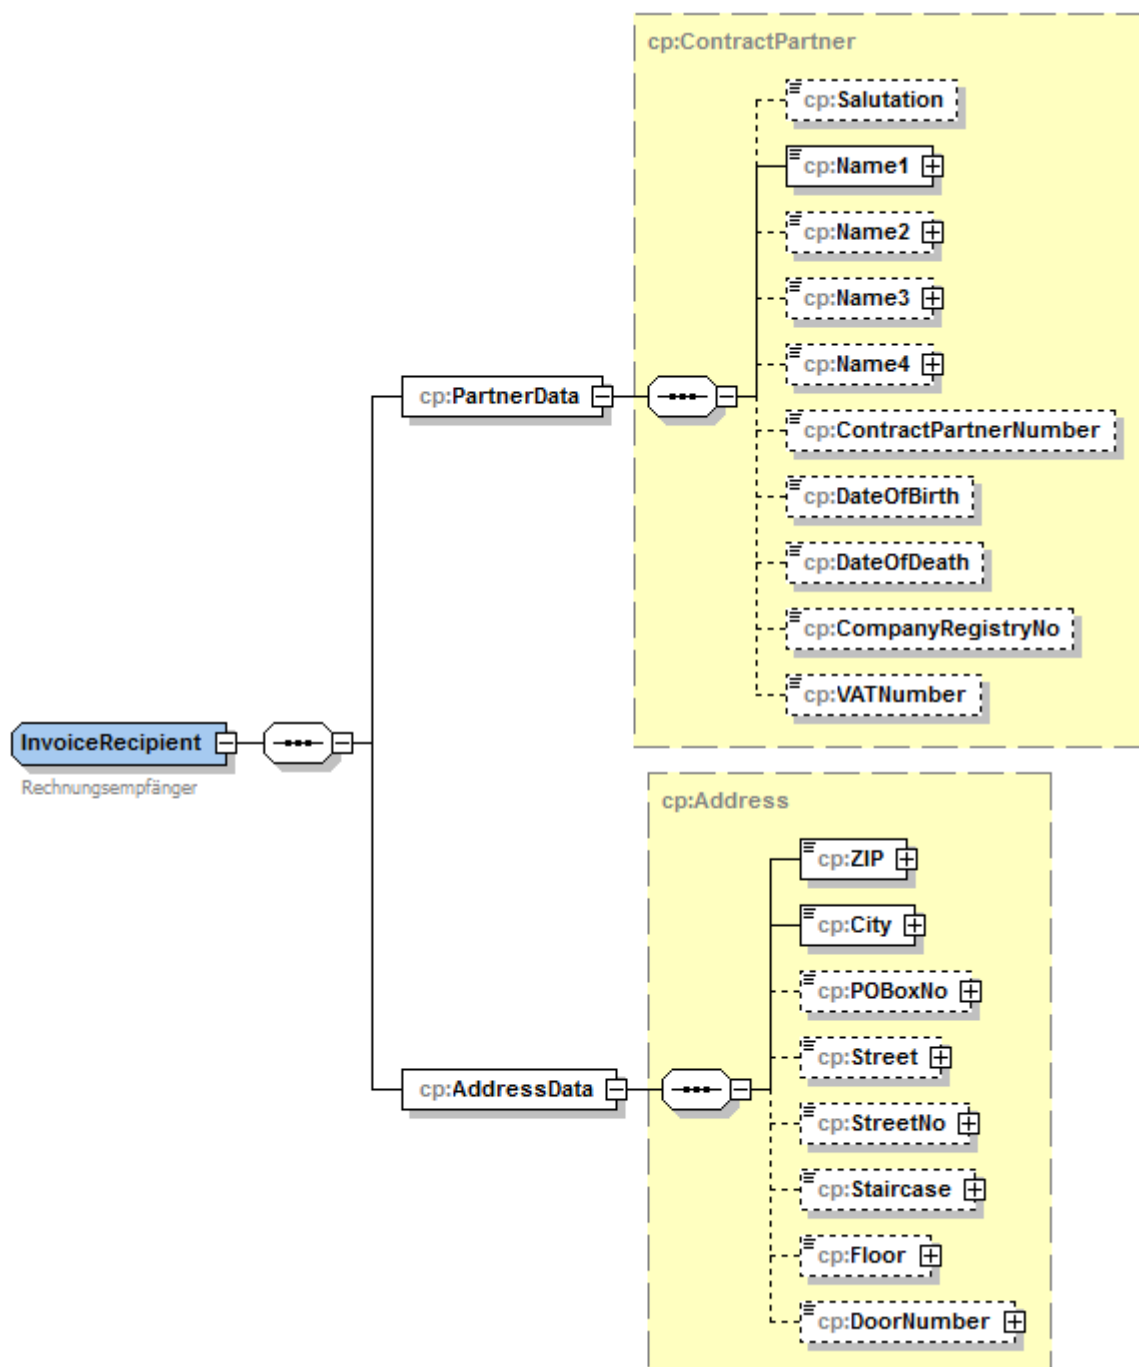 cp:ContractPartner
cp:Salutation
cp:Name1
cp:Name2
cp:Name3
cp:Name4
cp:PartnerData
cp:ContractPartnerNumber
cp:DateOfBirth
cp:DateOfDeath
cp:CompanyRegistryNo
cp:VATNumber
InvoiceRecipient
Rechnungsempfänger
cp:Address
cp:ZIP
cp:City
cp:POBoxNo
cp:Street
cp:AddressData
cp:StreetNo
cp:Staircase
cp:Floor
cp:DoorNumber